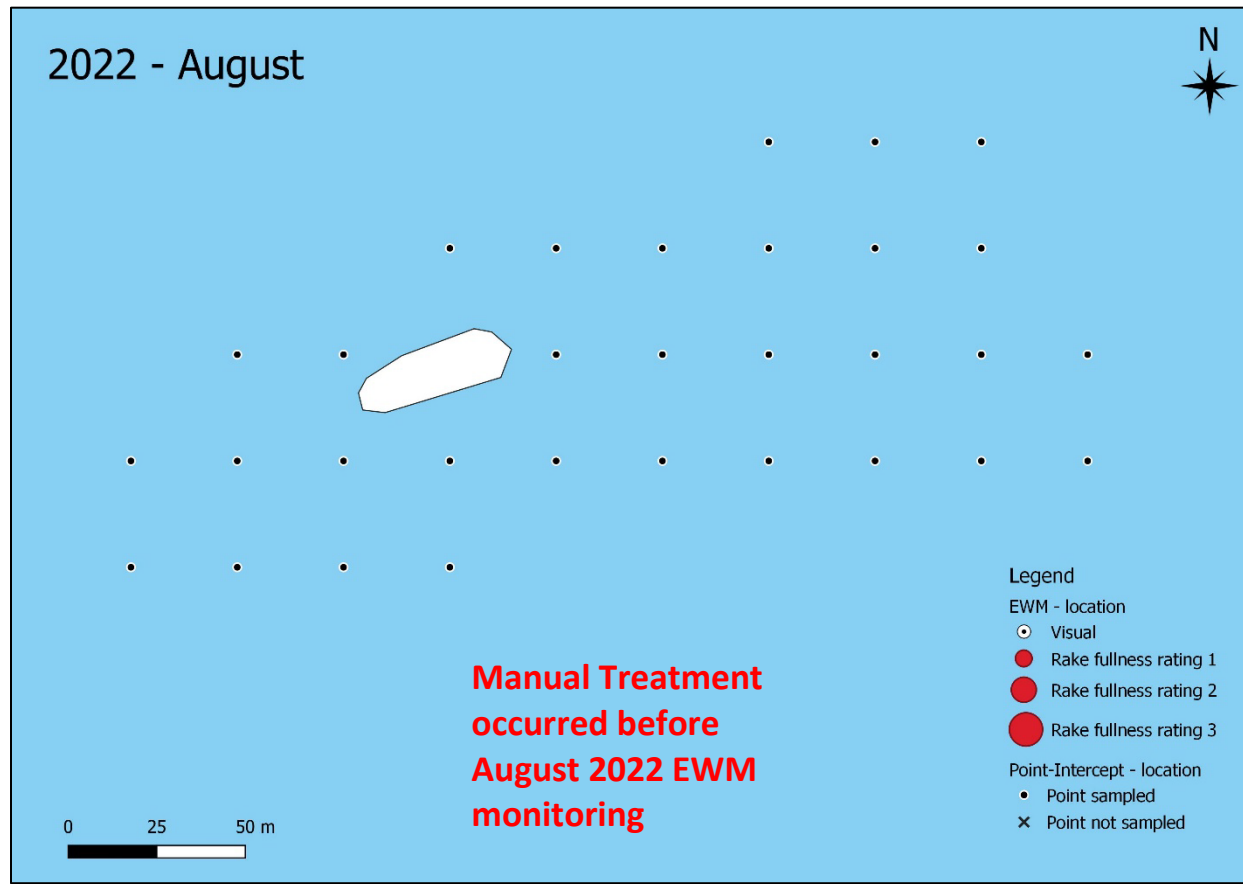 2022 - August
N
Manual Treatment
occurred before
August 2022 EWM
monitoring
Legend
EWM - location
Visual
Rake fullness rating 1
Rake fullness rating 2
Rake fullness rating 3
Point-Intercept - location
Point sampled
Point not sampled
0 25 50 m